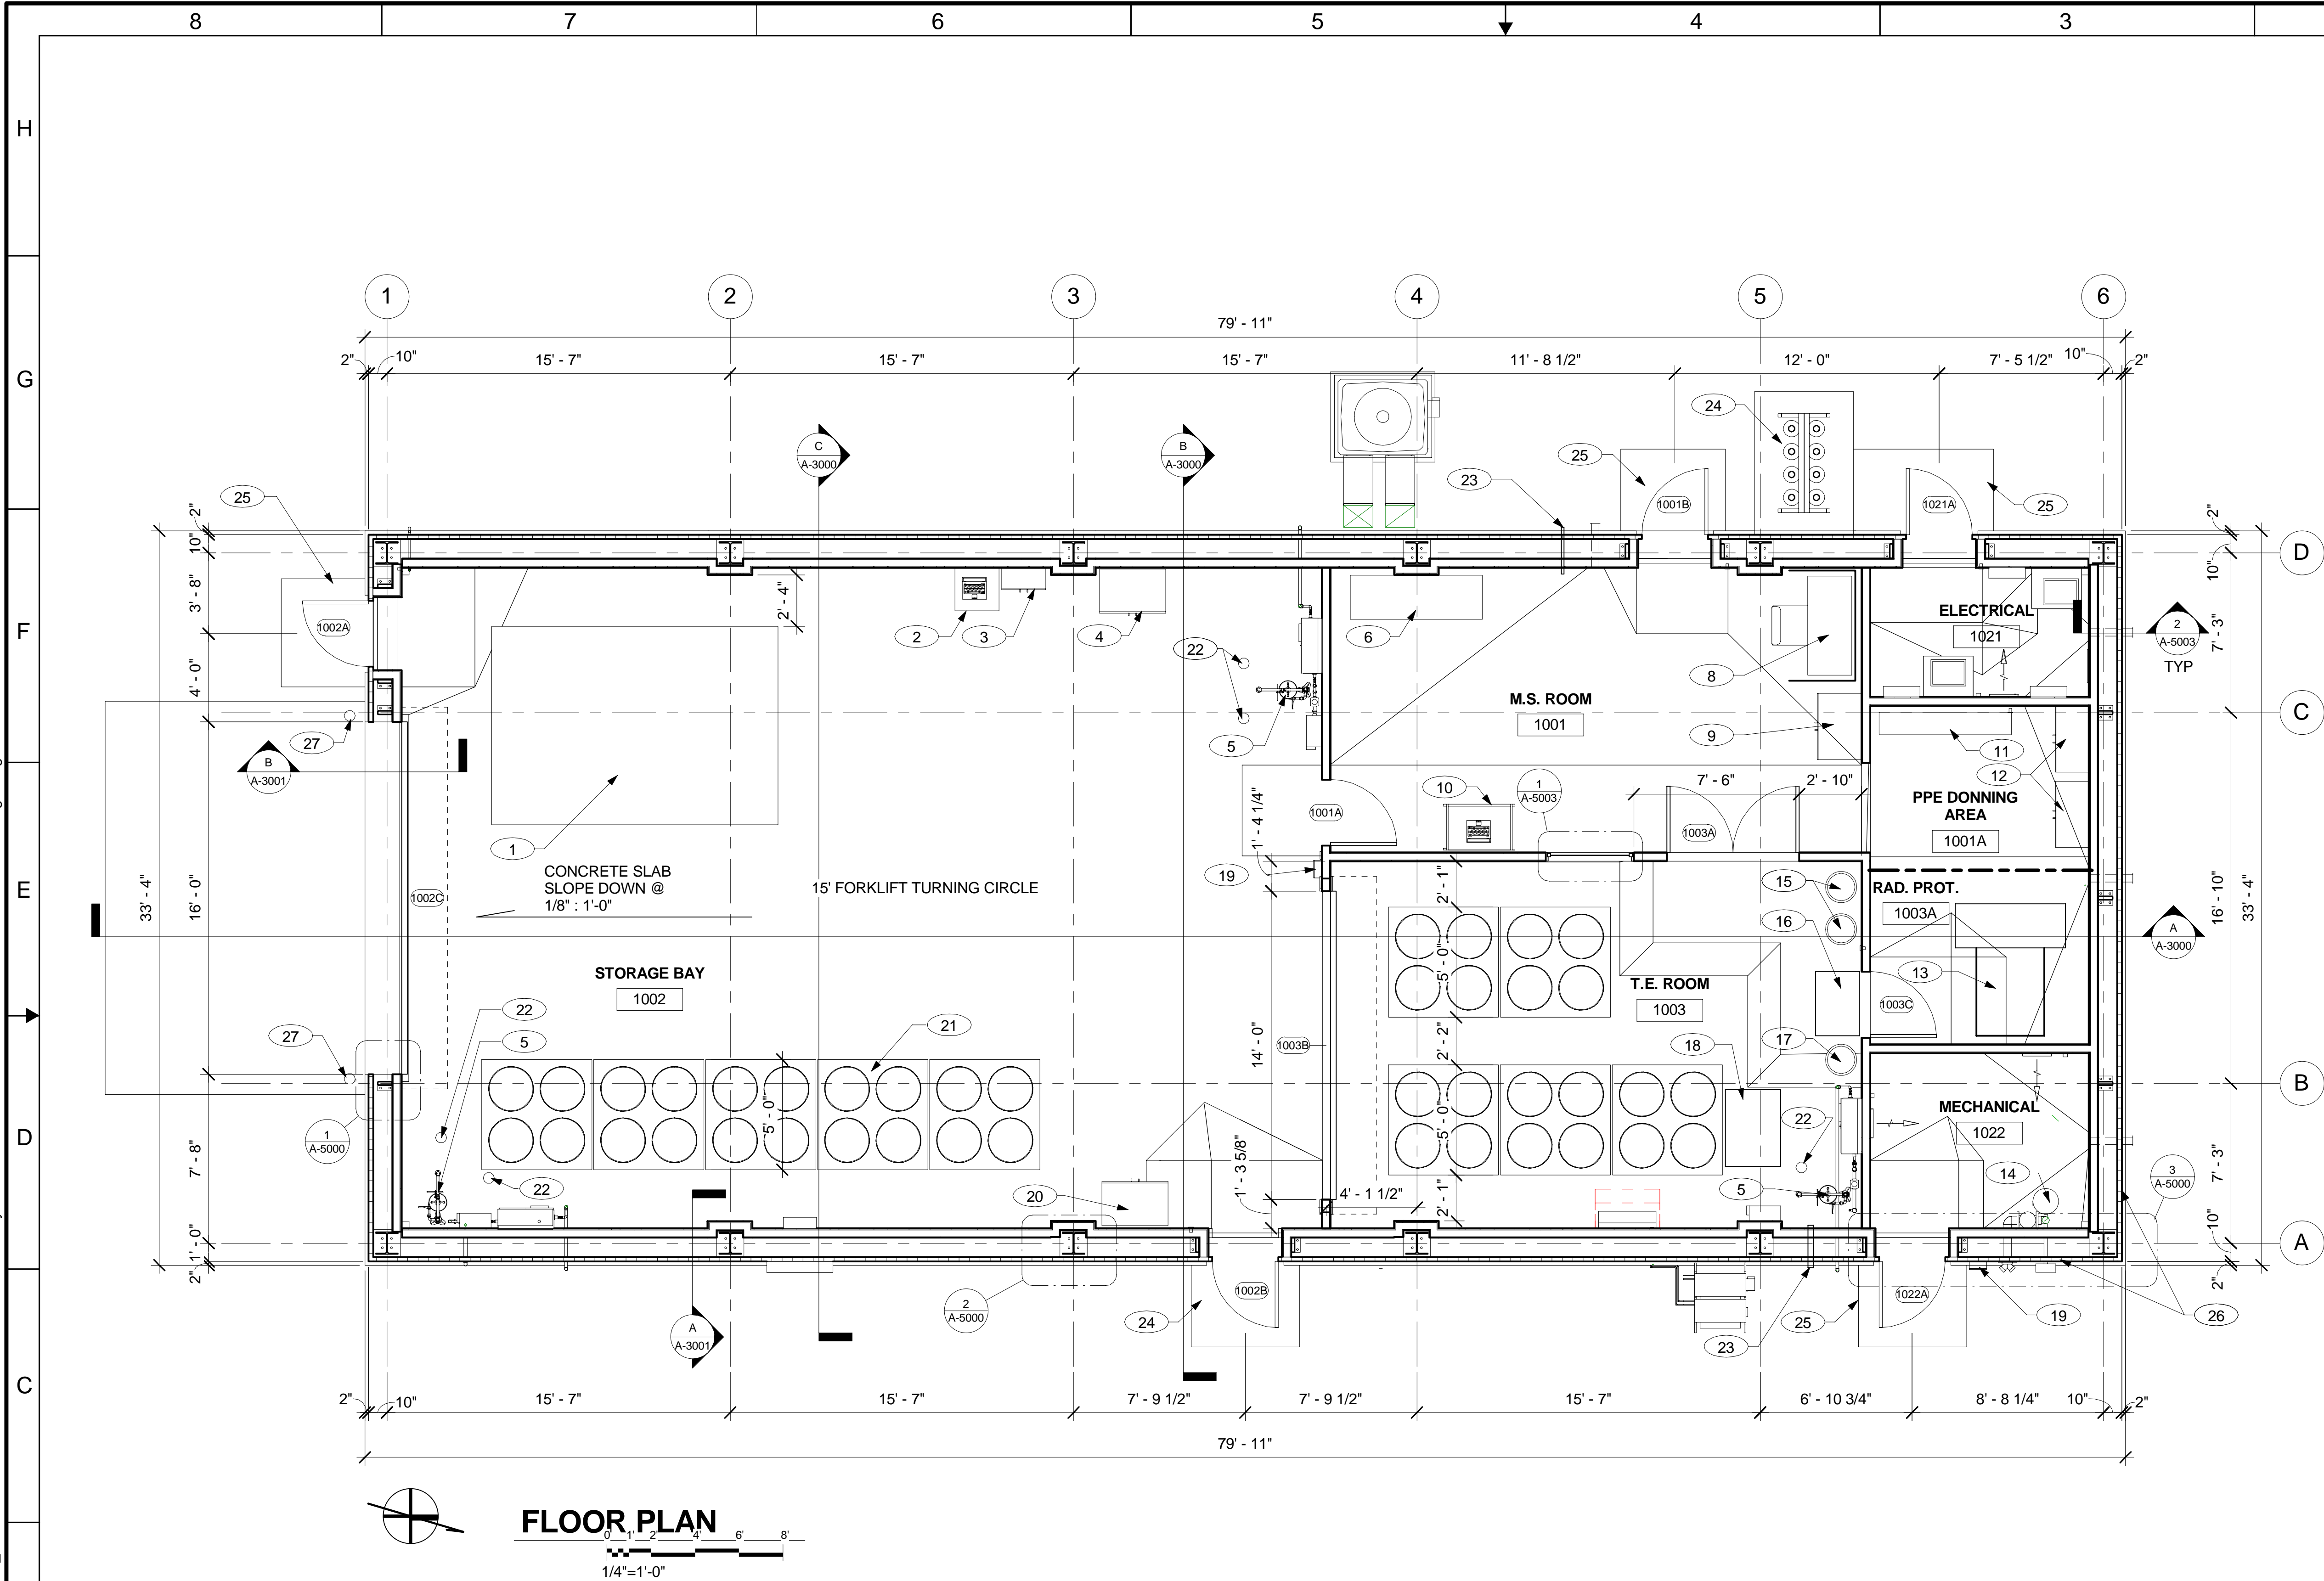 8 7 6 5 4 3
H
G
F
E
D
C
1 2 3 4 5 6
79' - 11"
2" 10" 15' - 7" 15' - 7" 15' - 7" 11' - 8 1/2" 12' - 0" 7' - 5 1/2" 10" 2"
24
C
A-3000
B
A-3000
25
23
1001B
1021A
25
25
2"
10"
3' - 8"
4' - 0"
16' - 0"
33' - 4"
7' - 8"
1' - 0"
2"
2"
10"
7' - 3"
16' - 10"
33' - 4"
7' - 3"
10"
2"
D
C
B
A
1002A
2' - 4"
2
3
4
22
6
8
ELECTRICAL
1021
2
A-5003
TYP
M.S. ROOM
1001
27
5
9
11
12
B
A-3001
7' - 6" 2' - 10"
10
1
A-5003
1001A
1003A
1' - 4 1/4"
PPE DONNING
AREA
1001A
1
CONCRETE SLAB
SLOPE DOWN @
1/8" : 1'-0"
15' FORKLIFT TURNING CIRCLE
1002C
19
2' - 1"
15
RAD. PROT.
1003A
16
A
A-3000
STORAGE BAY
1002
5' - 0"
T.E. ROOM
1003
13
1003C
22
5
21
27
14' - 0"
1003B
2' - 2"
18
17
5' - 0"
5' - 0"
1
A-5000
MECHANICAL
1022
22
22
20
1' - 3 5/8"
4' - 1 1/2"
2' - 1"
5
14
3
A-5000
2
A-5000
24
1002B
A
A-3001
23
25
1022A
19
26
2" 10" 15' - 7" 15' - 7" 7' - 9 1/2" 7' - 9 1/2" 15' - 7" 6' - 10 3/4" 8' - 8 1/4" 10" 2"
79' - 11"
FLOOR PLAN
0' 1' 2' 4' 6' 8'
1/4"=1'-0"